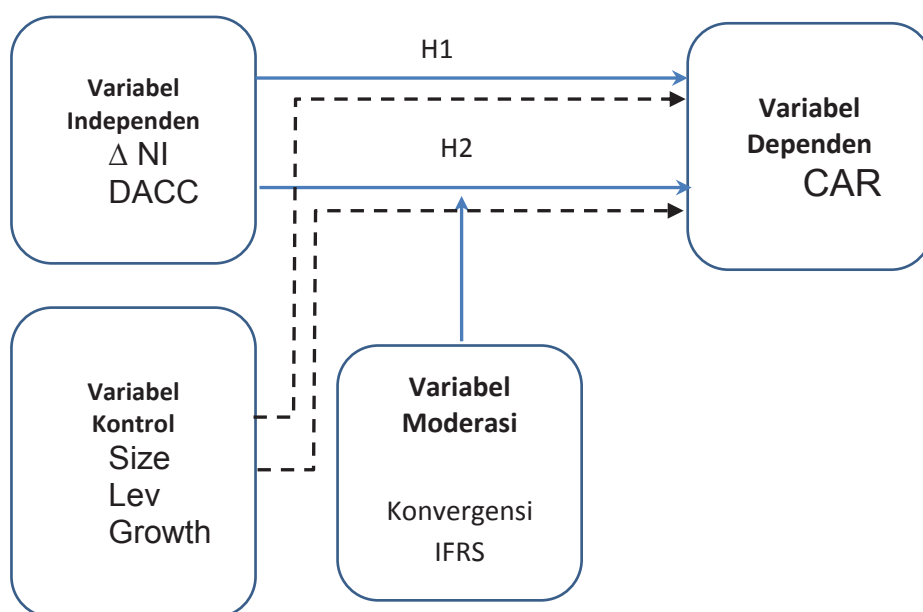 H1
Variabel
Independen
Δ NI
DACC
H2
Variabel
Dependen
CAR
Variabel
Kontrol
Size
Lev
Growth
Variabel
Moderasi
Konvergensi
IFRS